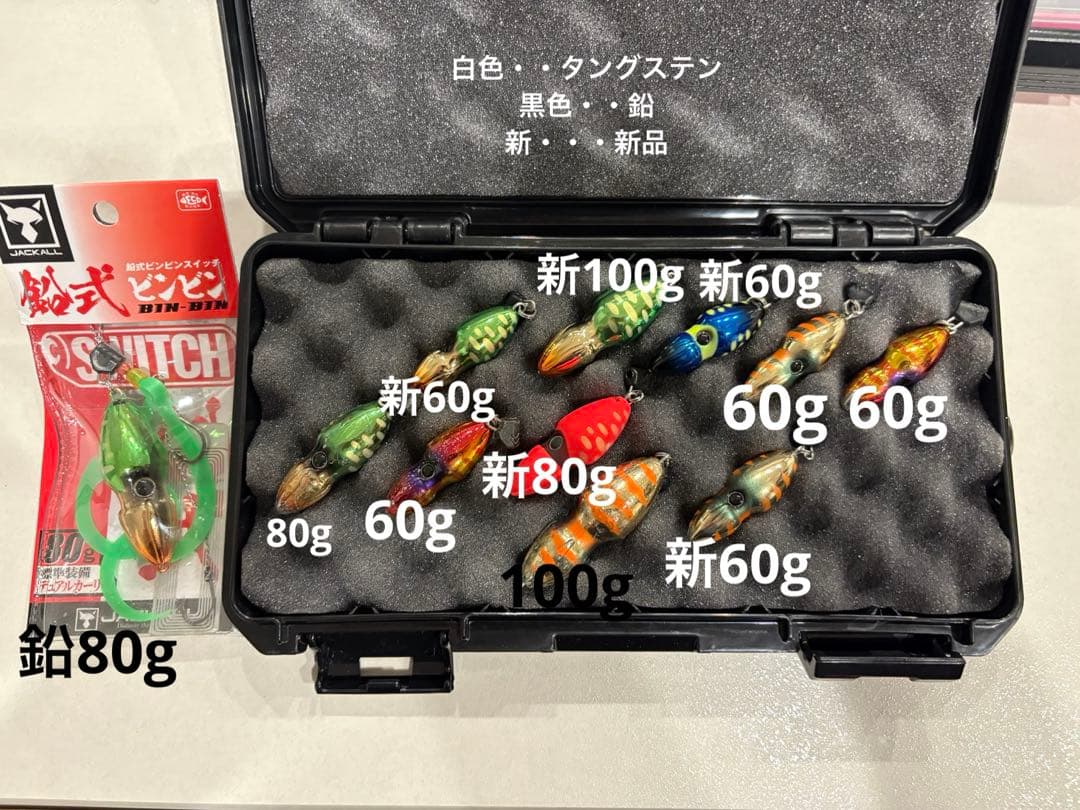 白色・・タングステン
黒色・・鉛
新・・・新品
JACKALL
鉛式ビンビンスイッチ
鉛式 ビンビン
BIN-BIN
SWITCH
新100g
新60g
新60g
60g
60g
80g
60g
新80g
100g
新60g
80g
標準装備
デュアルカーリ
JACKALL
鉛80g